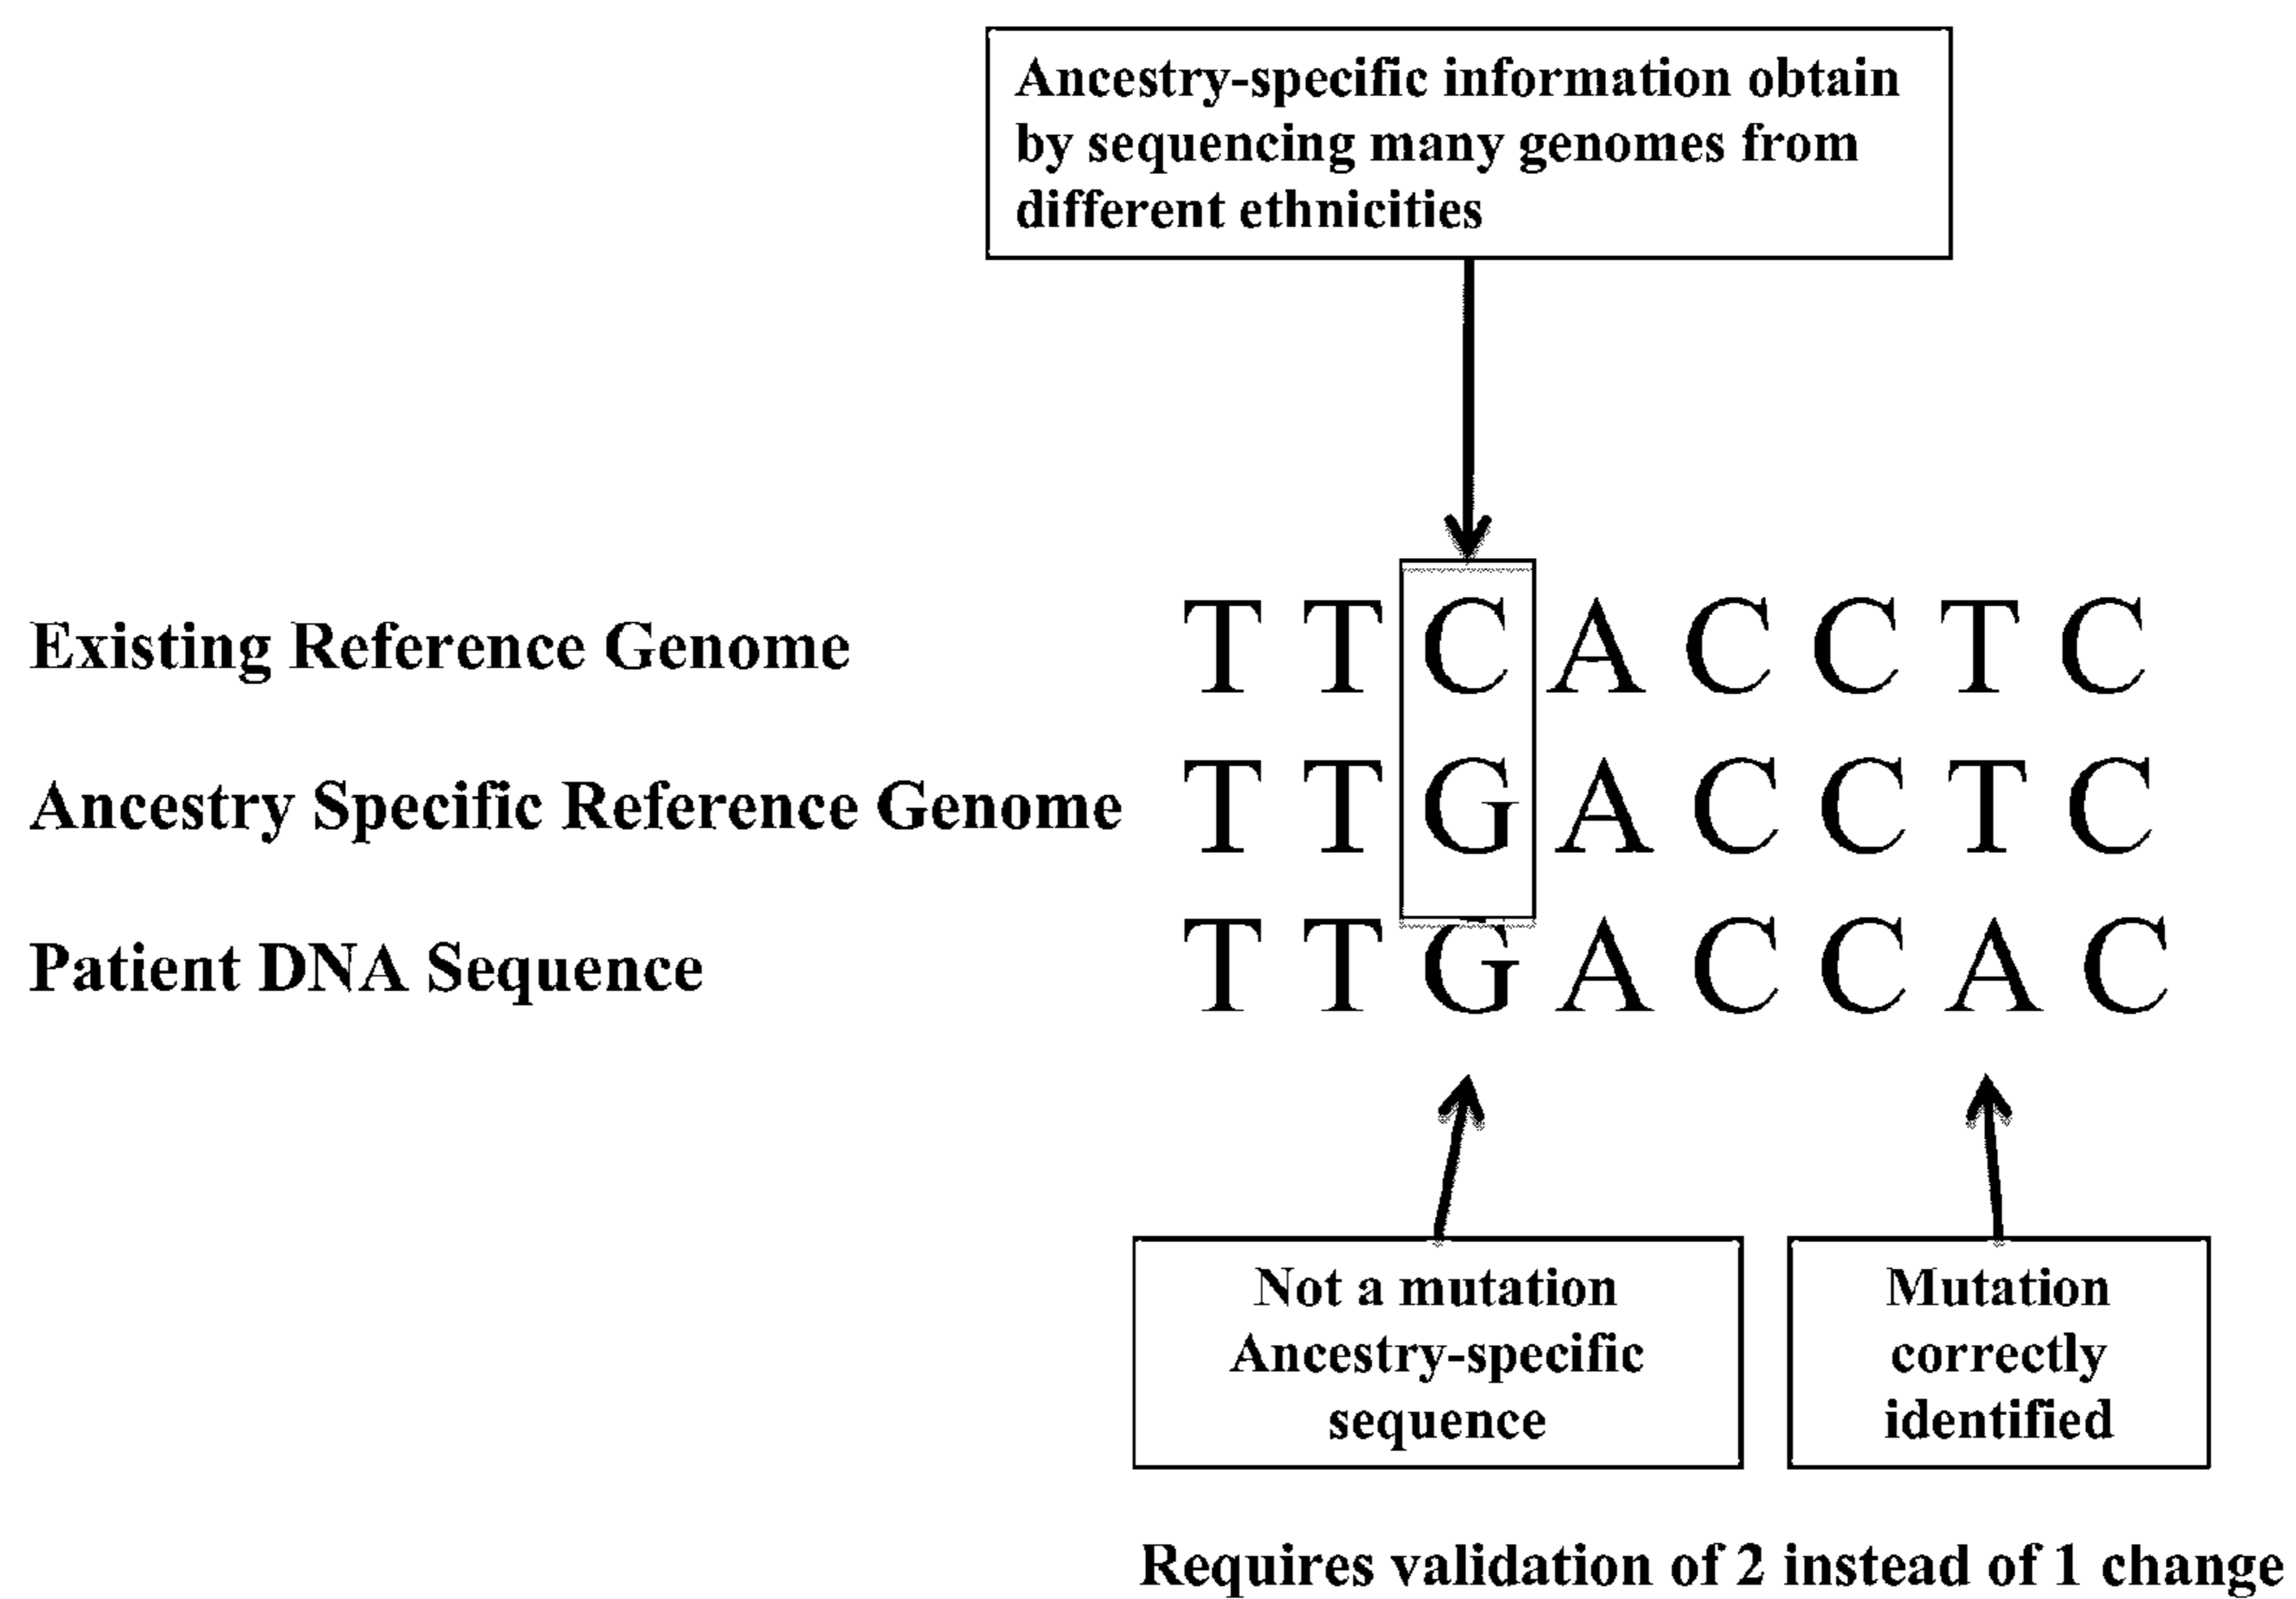 Ancestry-specific information obtain
by sequencing many genomes from
different ethnicities
Existing Reference Genome T T C A C C T C
Ancestry Specific Reference Genome T T G A C C T C
Patient DNA Sequence T T G A C C A C
Not a mutation
Ancestry-specific
sequence
Mutation
correctly
identified
Requires validation of 2 instead of 1 change